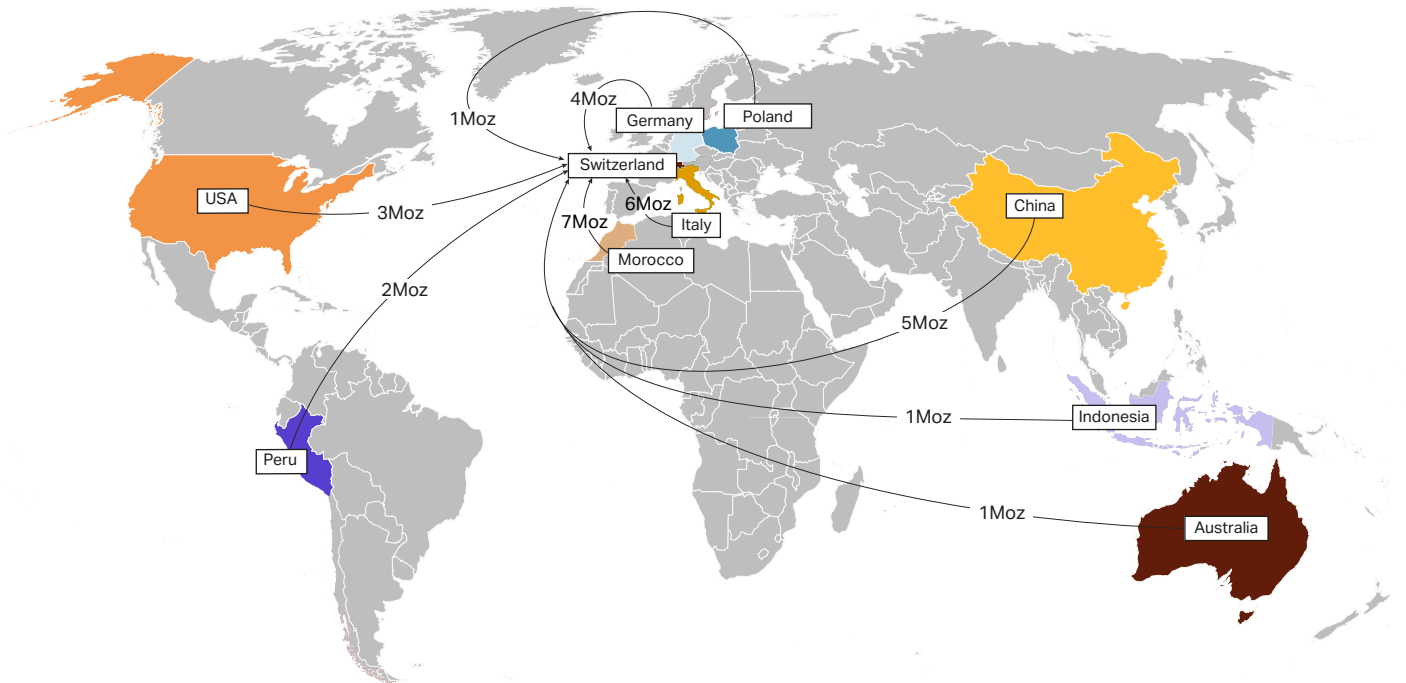 4Moz
Poland
1Moz
Germany
Switzerland
USA
3Moz
6Moz
7Moz
Italy
China
Morocco
2Moz
5Moz
1Moz
Indonesia
Peru
1Moz
Australia